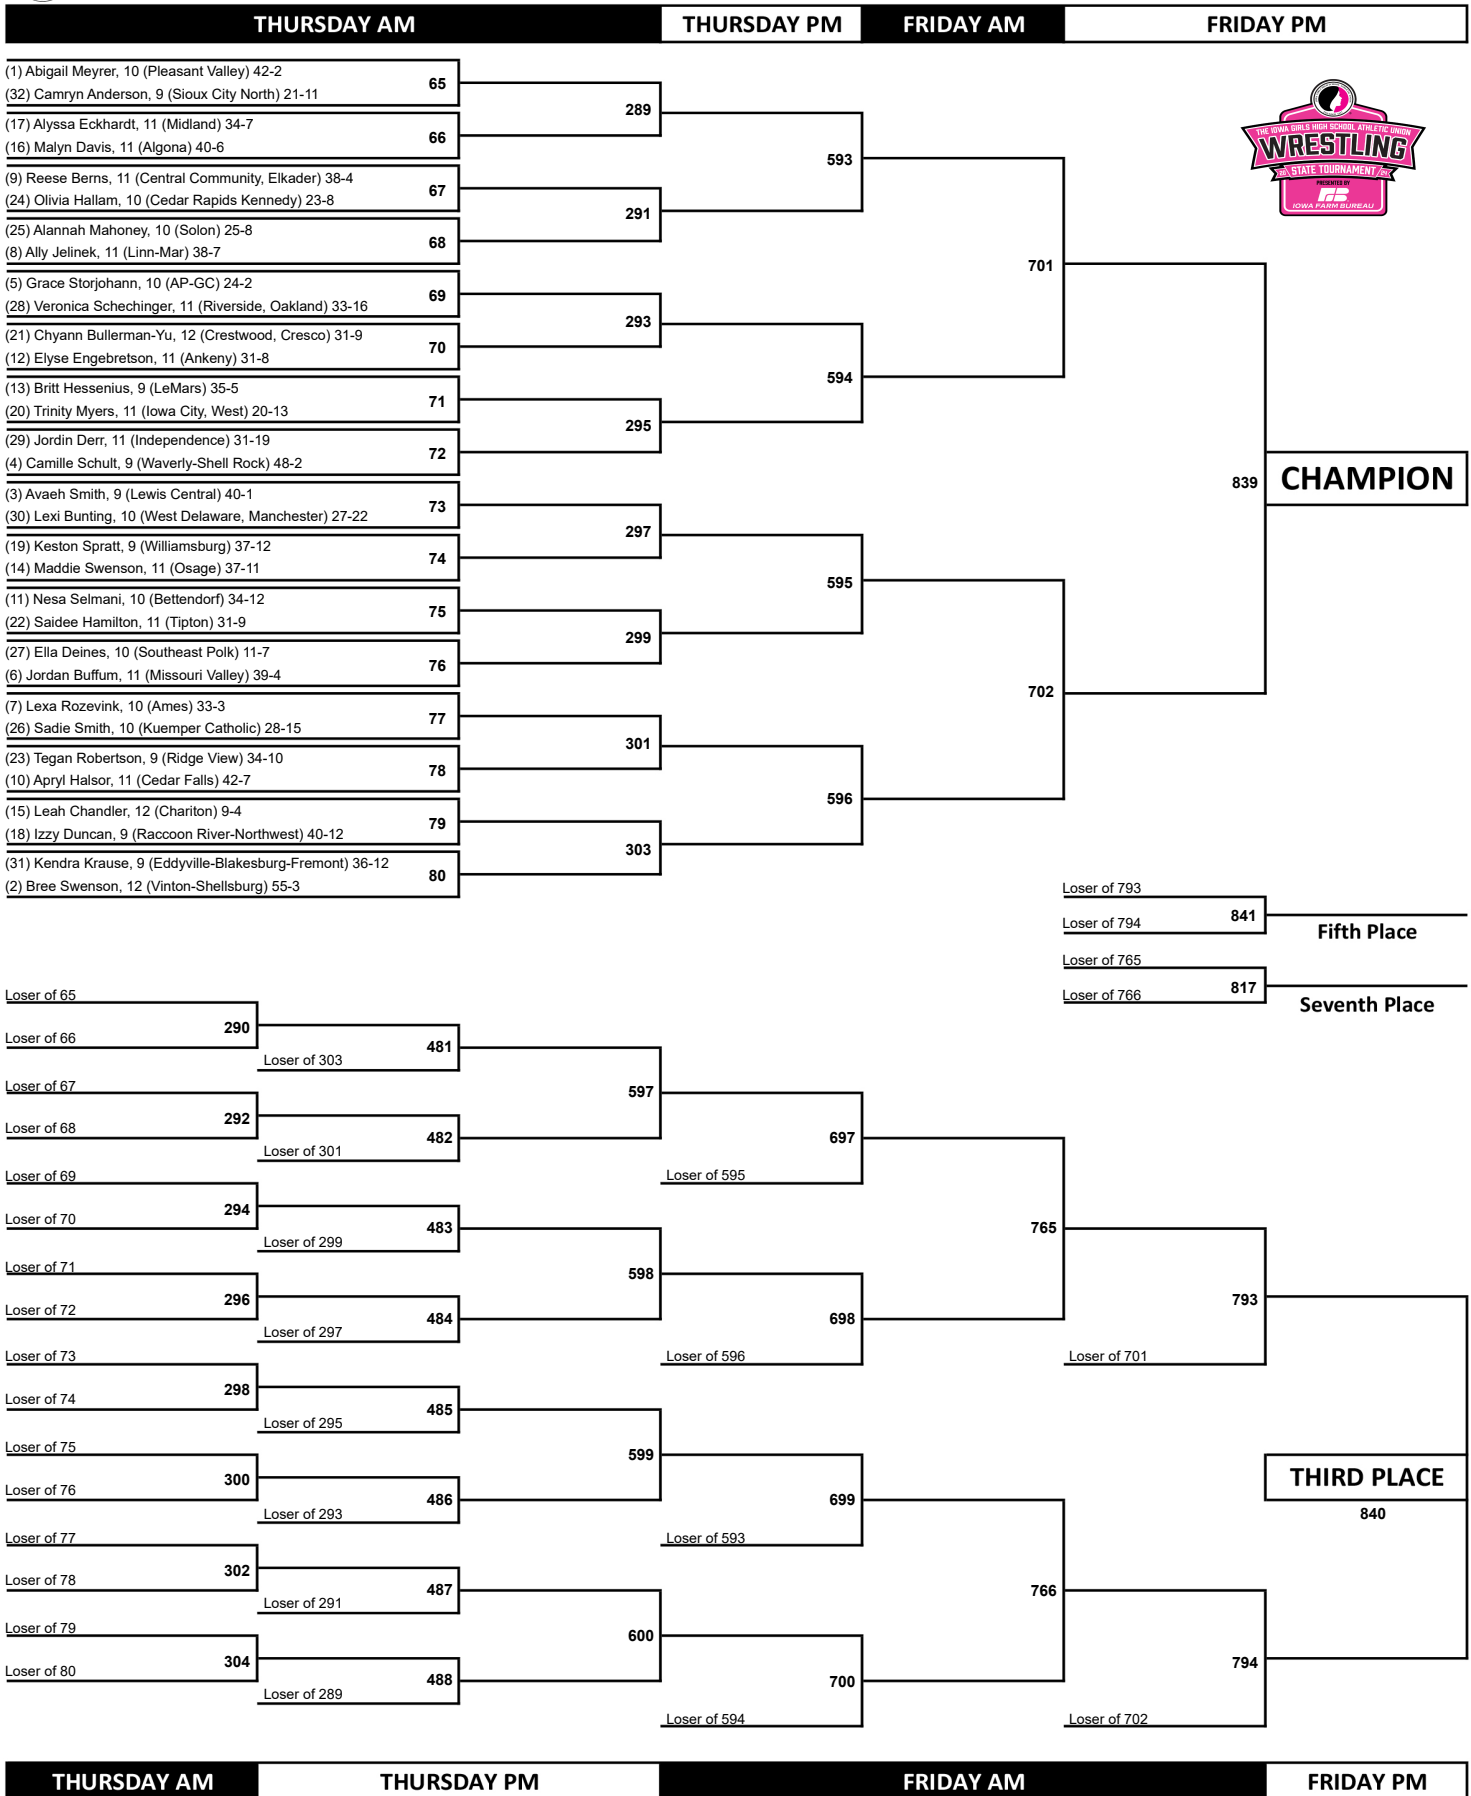 THURSDAY AM THURSDAY PM FRIDAY AM FRIDAY PM
(1) Abigail Meyrer, 10 (Pleasant Valley) 42-2
(32) Camryn Anderson, 9 (Sioux City North) 21-11
65
(17) Alyssa Eckhardt, 11 (Midland) 34-7
(16) Malyn Davis, 11 (Algona) 40-6
66
(9) Reese Berns, 11 (Central Community, Elkader) 38-4
(24) Olivia Hallam, 10 (Cedar Rapids Kennedy) 23-8
67
(25) Alannah Mahoney, 10 (Solon) 25-8
(8) Ally Jelinek, 11 (Linn-Mar) 38-7
68
(5) Grace Storjohann, 10 (AP-GC) 24-2
(28) Veronica Schechinger, 11 (Riverside, Oakland) 33-16
69
(21) Chyann Bullerman-Yu, 12 (Crestwood, Cresco) 31-9
(12) Elyse Engebretson, 11 (Ankeny) 31-8
70
(13) Britt Hessenius, 9 (LeMars) 35-5
(20) Trinity Myers, 11 (Iowa City, West) 20-13
71
(29) Jordin Derr, 11 (Independence) 31-19
(4) Camille Schult, 9 (Waverly-Shell Rock) 48-2
72
(3) Avaeh Smith, 9 (Lewis Central) 40-1
(30) Lexi Bunting, 10 (West Delaware, Manchester) 27-22
73
(19) Keston Spratt, 9 (Williamsburg) 37-12
(14) Maddie Swenson, 11 (Osage) 37-11
74
(11) Nesa Selmani, 10 (Bettendorf) 34-12
(22) Saidee Hamilton, 11 (Tipton) 31-9
75
(27) Ella Deines, 10 (Southeast Polk) 11-7
(6) Jordan Buffum, 11 (Missouri Valley) 39-4
76
(7) Lexa Rozevink, 10 (Ames) 33-3
(26) Sadie Smith, 10 (Kuemper Catholic) 28-15
77
(23) Tegan Robertson, 9 (Ridge View) 34-10
(10) Apryl Halsor, 11 (Cedar Falls) 42-7
78
(15) Leah Chandler, 12 (Chariton) 9-4
(18) Izzy Duncan, 9 (Raccoon River-Northwest) 40-12
79
(31) Kendra Krause, 9 (Eddyville-Blakesburg-Fremont) 36-12
(2) Bree Swenson, 12 (Vinton-Shellsburg) 55-3
80
289
291
293
295
297
299
301
303
593
594
595
596
701
702
839
CHAMPION
THE IOWA GIRLS HIGH SCHOOL ATHLETIC UNION
WRESTLING
STATE TOURNAMENT
PRESENTED BY
FB
IOWA FARM BUREAU
Loser of 793
841
Loser of 794
Fifth Place
Loser of 765
817
Loser of 766
Seventh Place
Loser of 65
290
Loser of 66
Loser of 67
292
Loser of 68
Loser of 69
294
Loser of 70
Loser of 71
296
Loser of 72
Loser of 73
298
Loser of 74
Loser of 75
300
Loser of 76
Loser of 77
302
Loser of 78
Loser of 79
304
Loser of 80
481
Loser of 303
482
Loser of 301
483
Loser of 299
484
Loser of 297
485
Loser of 295
486
Loser of 293
487
Loser of 291
488
Loser of 289
597
598
599
600
697
Loser of 595
698
Loser of 596
699
Loser of 593
700
Loser of 594
765
766
793
Loser of 701
794
Loser of 702
THIRD PLACE
840
THURSDAY AM THURSDAY PM FRIDAY AM FRIDAY PM